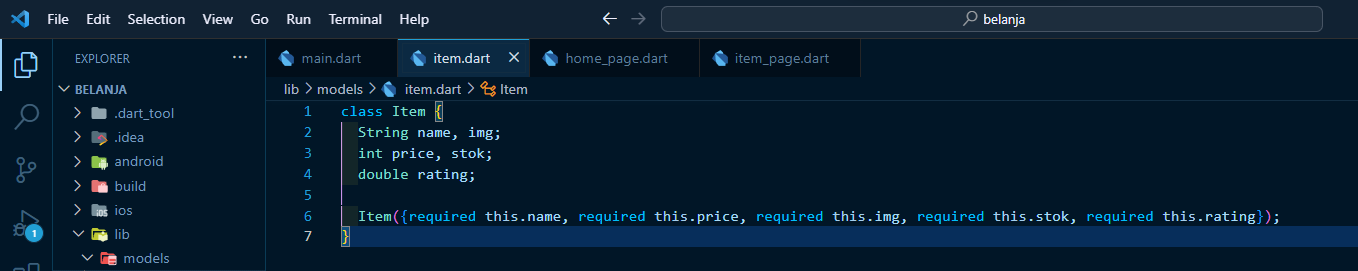 File Edit Selection View Go Run Terminal Help belanja
EXPLORER ... main.dart item.dart home_page.dart item_page.dart
BELANJA
.dart_tool
.idea
android
build
ios
lib
models
lib > models > item.dart > Item
1 class Item {
2 String name, img;
3 int price, stok;
4 double rating;
5
6 Item({required this.name, required this.price, required this.img, required this.stok, required this.rating});
7 }
1